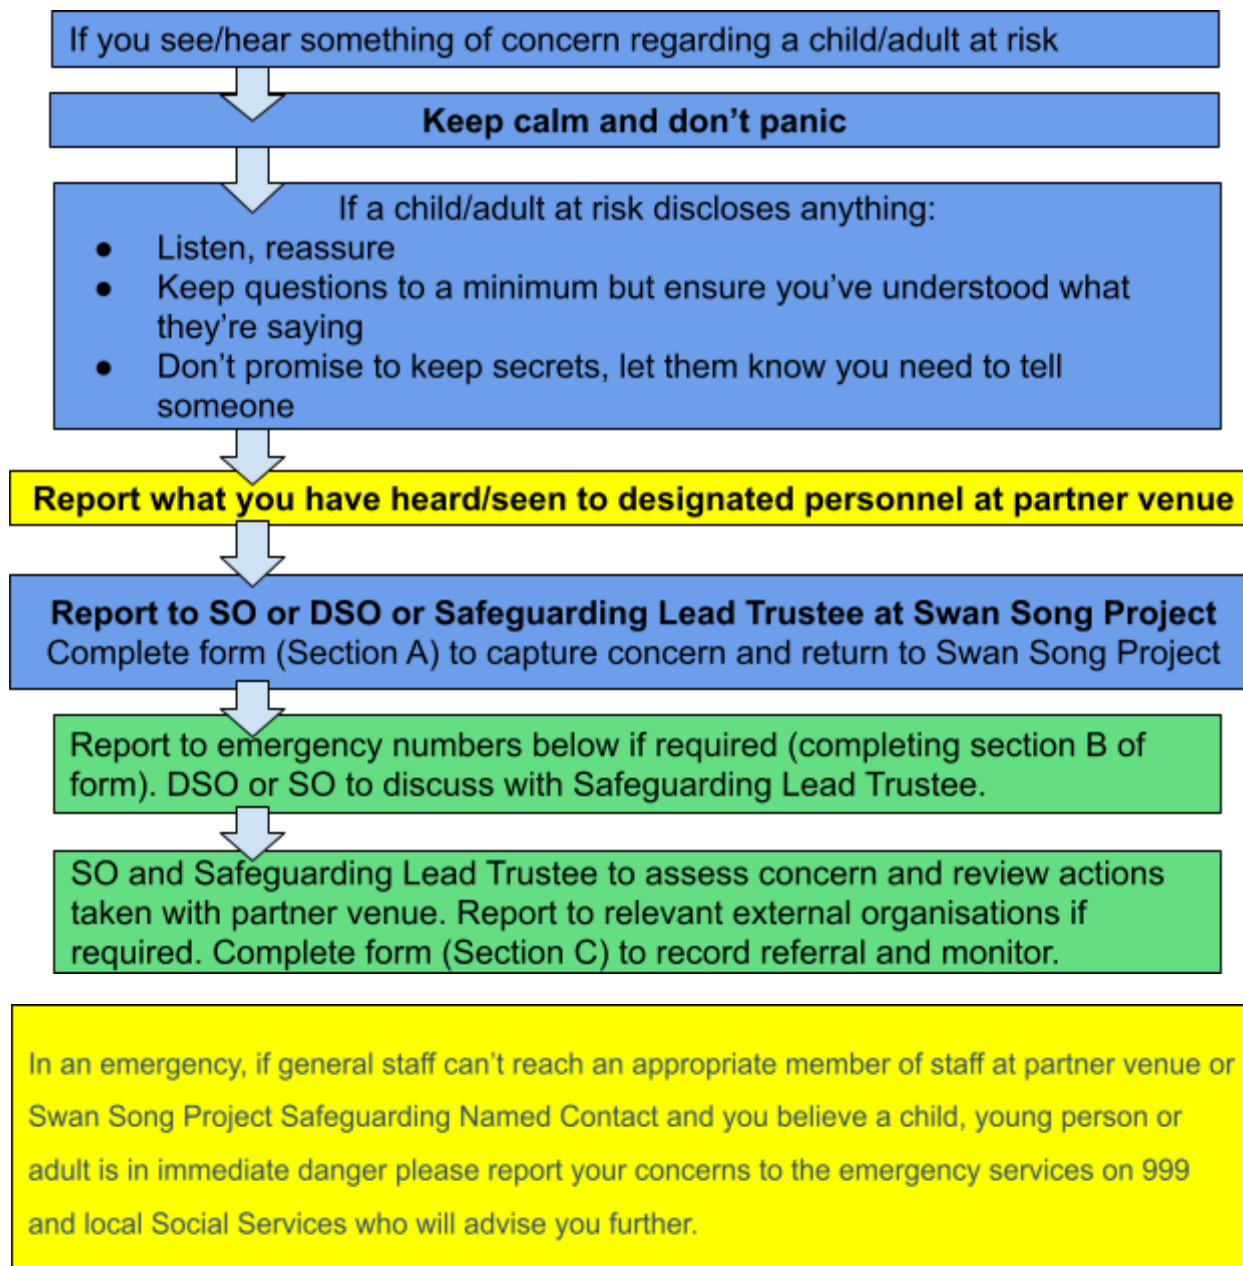 If you see/hear something of concern regarding a child/adult at risk
Keep calm and don’t panic
If a child/adult at risk discloses anything:
● Listen, reassure
● Keep questions to a minimum but ensure you’ve understood what
they’re saying
● Don’t promise to keep secrets, let them know you need to tell
someone
Report what you have heard/seen to designated personnel at partner venue
Report to SO or DSO or Safeguarding Lead Trustee at Swan Song Project
Complete form (Section A) to capture concern and return to Swan Song Project
Report to emergency numbers below if required (completing section B of
form). DSO or SO to discuss with Safeguarding Lead Trustee.
SO and Safeguarding Lead Trustee to assess concern and review actions
taken with partner venue. Report to relevant external organisations if
required. Complete form (Section C) to record referral and monitor.
In an emergency, if general staff can’t reach an appropriate member of staff at partner venue or
Swan Song Project Safeguarding Named Contact and you believe a child, young person or
adult is in immediate danger please report your concerns to the emergency services on 999
and local Social Services who will advise you further.